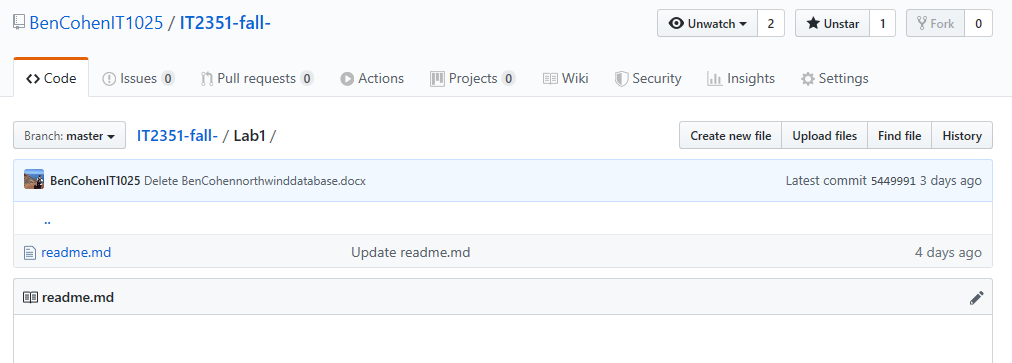 BenCohenIT1025 / IT2351-fall-
Unwatch 2 Unstar 1 Fork 0
Code Issues 0 Pull requests 0 Actions Projects 0 Wiki Security Insights Settings
Branch: master IT2351-fall- / Lab1 / Create new file Upload files Find file History
BenCohenIT1025 Delete BenCohennorthwinddatabase.docx Latest commit 5449991 3 days ago
..
readme.md Update readme.md 4 days ago
readme.md